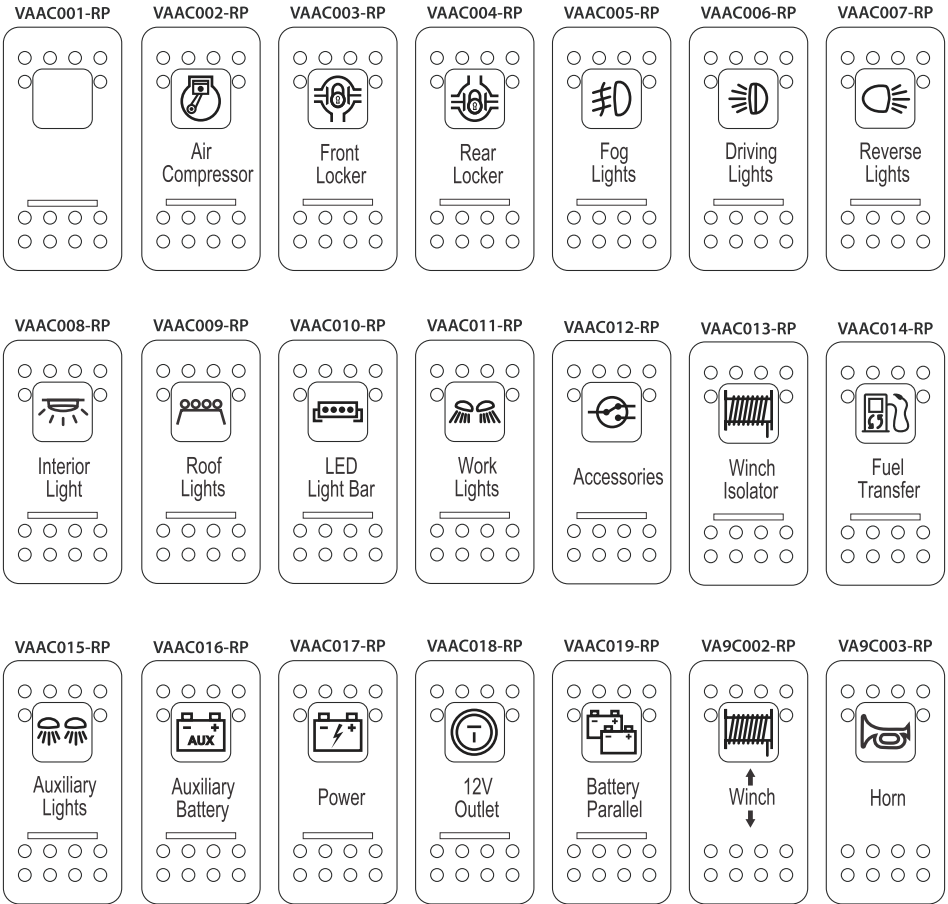 VAAC001-RP
VAAC002-RP
Air
Compressor
VAAC003-RP
Front
Locker
VAAC004-RP
Rear
Locker
VAAC005-RP
Fog
Lights
VAAC006-RP
Driving
Lights
VAAC007-RP
Reverse
Lights
VAAC008-RP
Interior
Light
VAAC009-RP
Roof
Lights
VAAC010-RP
LED
Light Bar
VAAC011-RP
Work
Lights
VAAC012-RP
Accessories
VAAC013-RP
Winch
Isolator
VAAC014-RP
Fuel
Transfer
VAAC015-RP
Auxiliary
Lights
VAAC016-RP
AUX
Auxiliary
Battery
VAAC017-RP
Power
VAAC018-RP
12V
Outlet
VAAC019-RP
Battery
Parallel
VA9C002-RP
Winch
VA9C003-RP
Horn